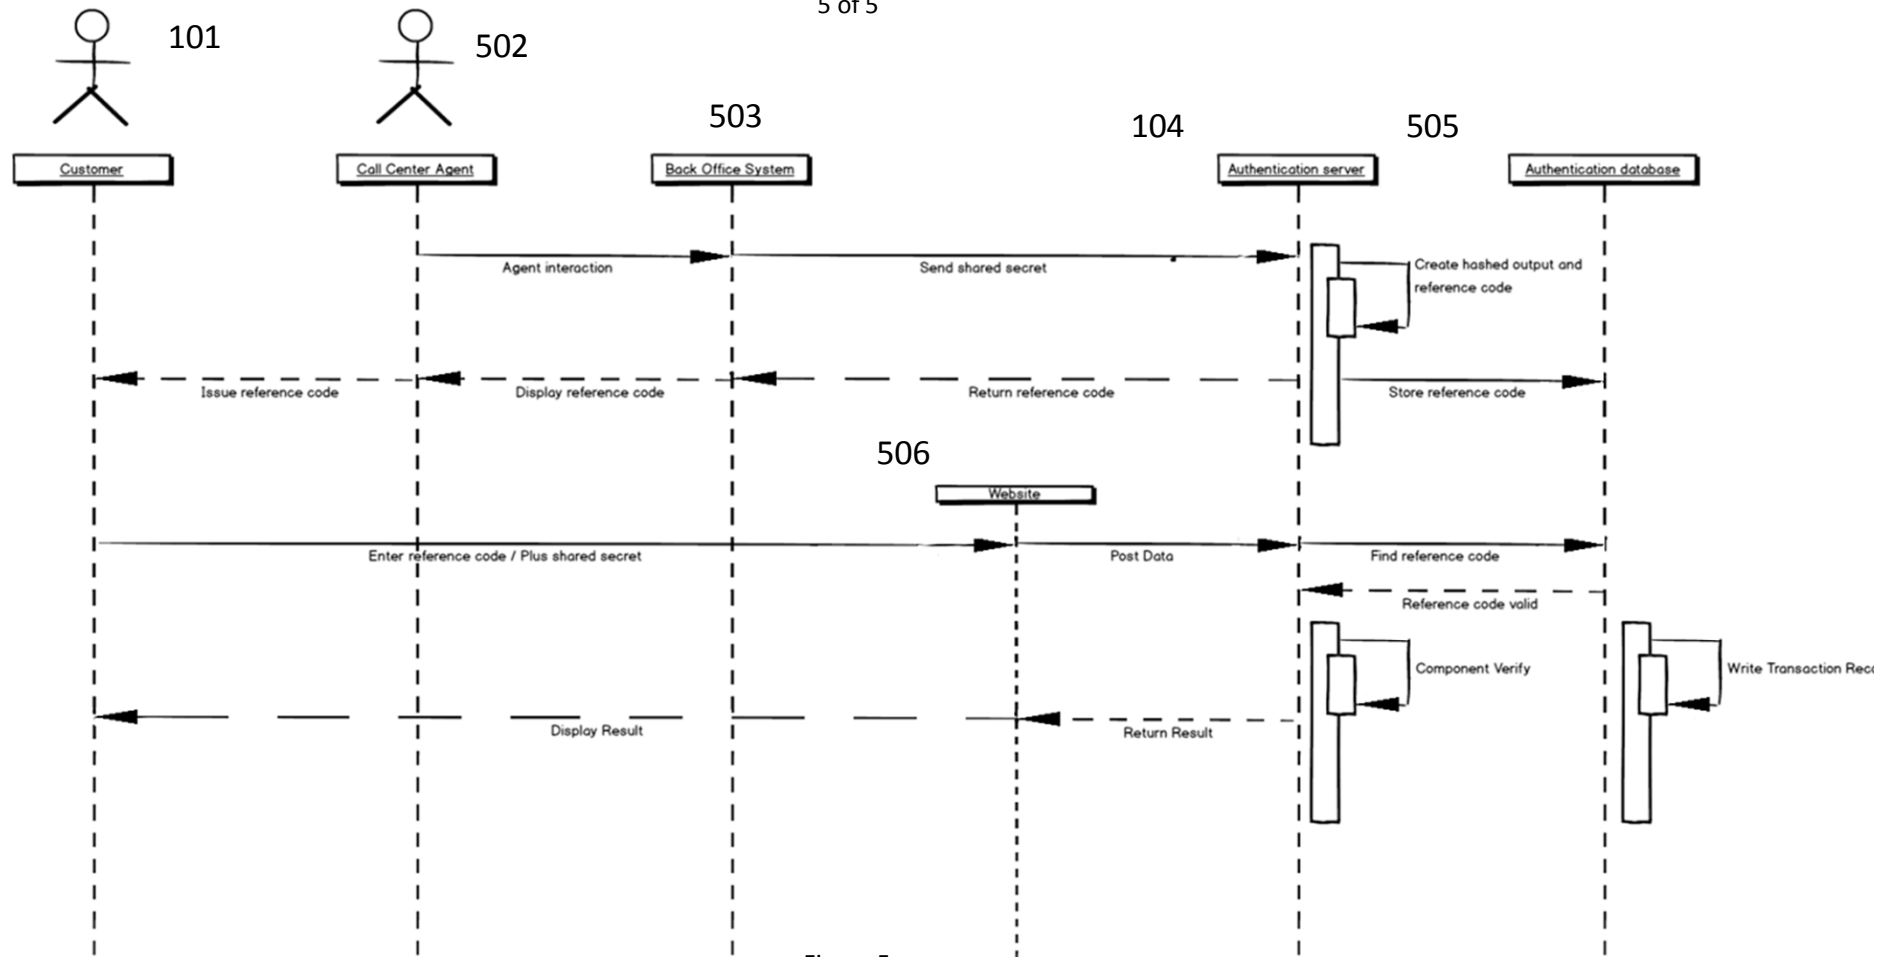 5 of 5
101
502
503
104
505
Customer
Call Center Agent
Back Office System
Authentication server
Authentication database
Agent interaction
Send shared secret
Create hashed output and
reference code
Issue reference code
Display reference code
Return reference code
Store reference code
506
Website
Enter reference code / Plus shared secret
Post Data
Find reference code
Reference code valid
Component Verify
Write Transaction
Display Result
Return Result